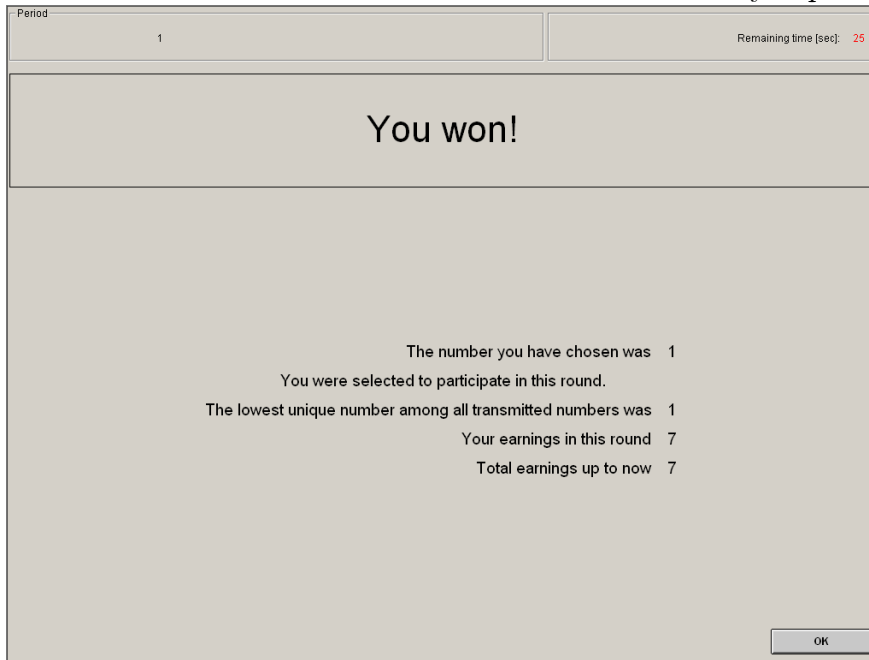 Period
1
Remaining time [sec]: 25
You won!
The number you have chosen was 1
You were selected to participate in this round.
The lowest unique number among all transmitted numbers was 1
Your earnings in this round 7
Total earnings up to now 7
OK